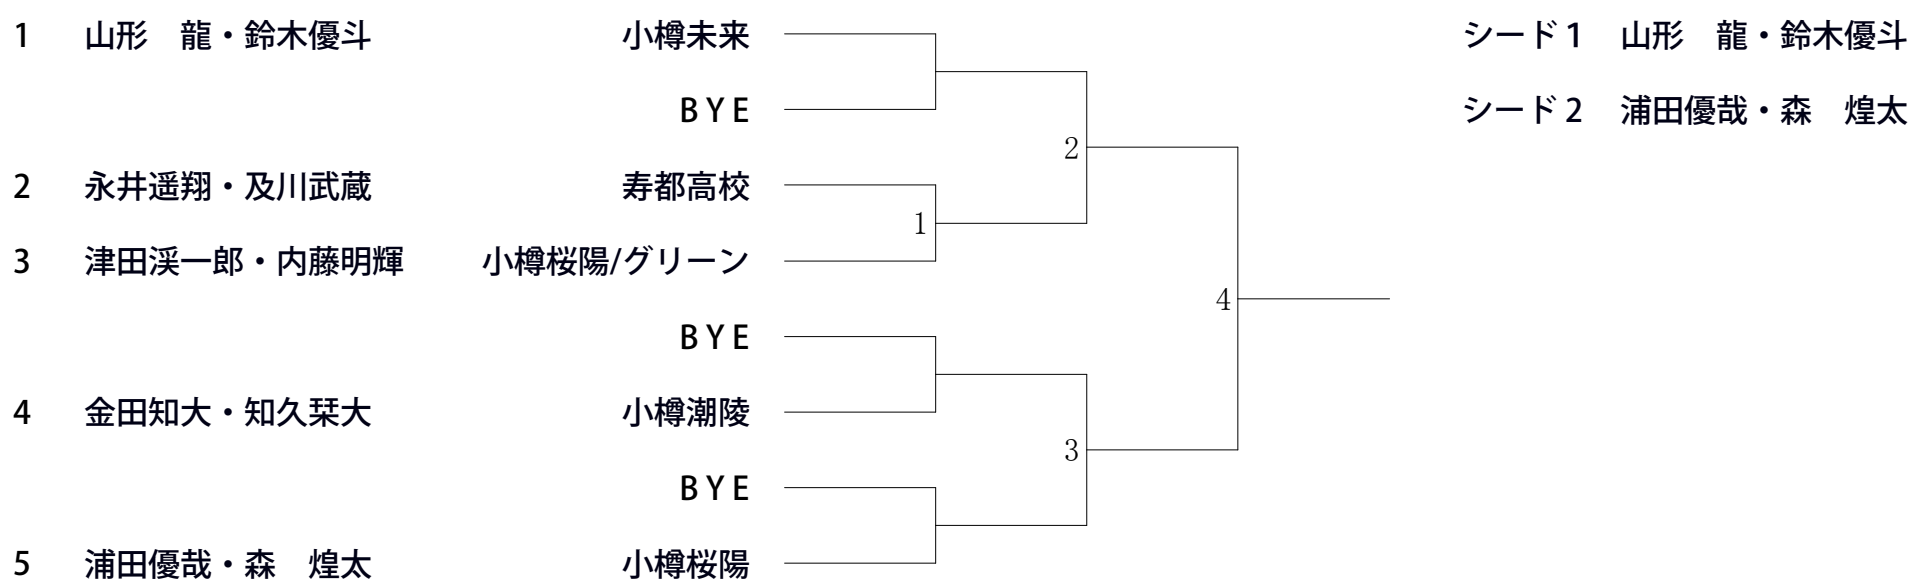 1 山形　龍・鈴木優斗 小樽未来 シード1 山形　龍・鈴木優斗
BYE シード2 浦田優哉・森　煌太
2
2 永井遥翔・及川武蔵 寿都高校
1
3 津田渓一郎・内藤明輝 小樽桜陽/グリーン
4
BYE
4 金田知大・知久栞大 小樽潮陵
3
BYE
5 浦田優哉・森　煌太 小樽桜陽